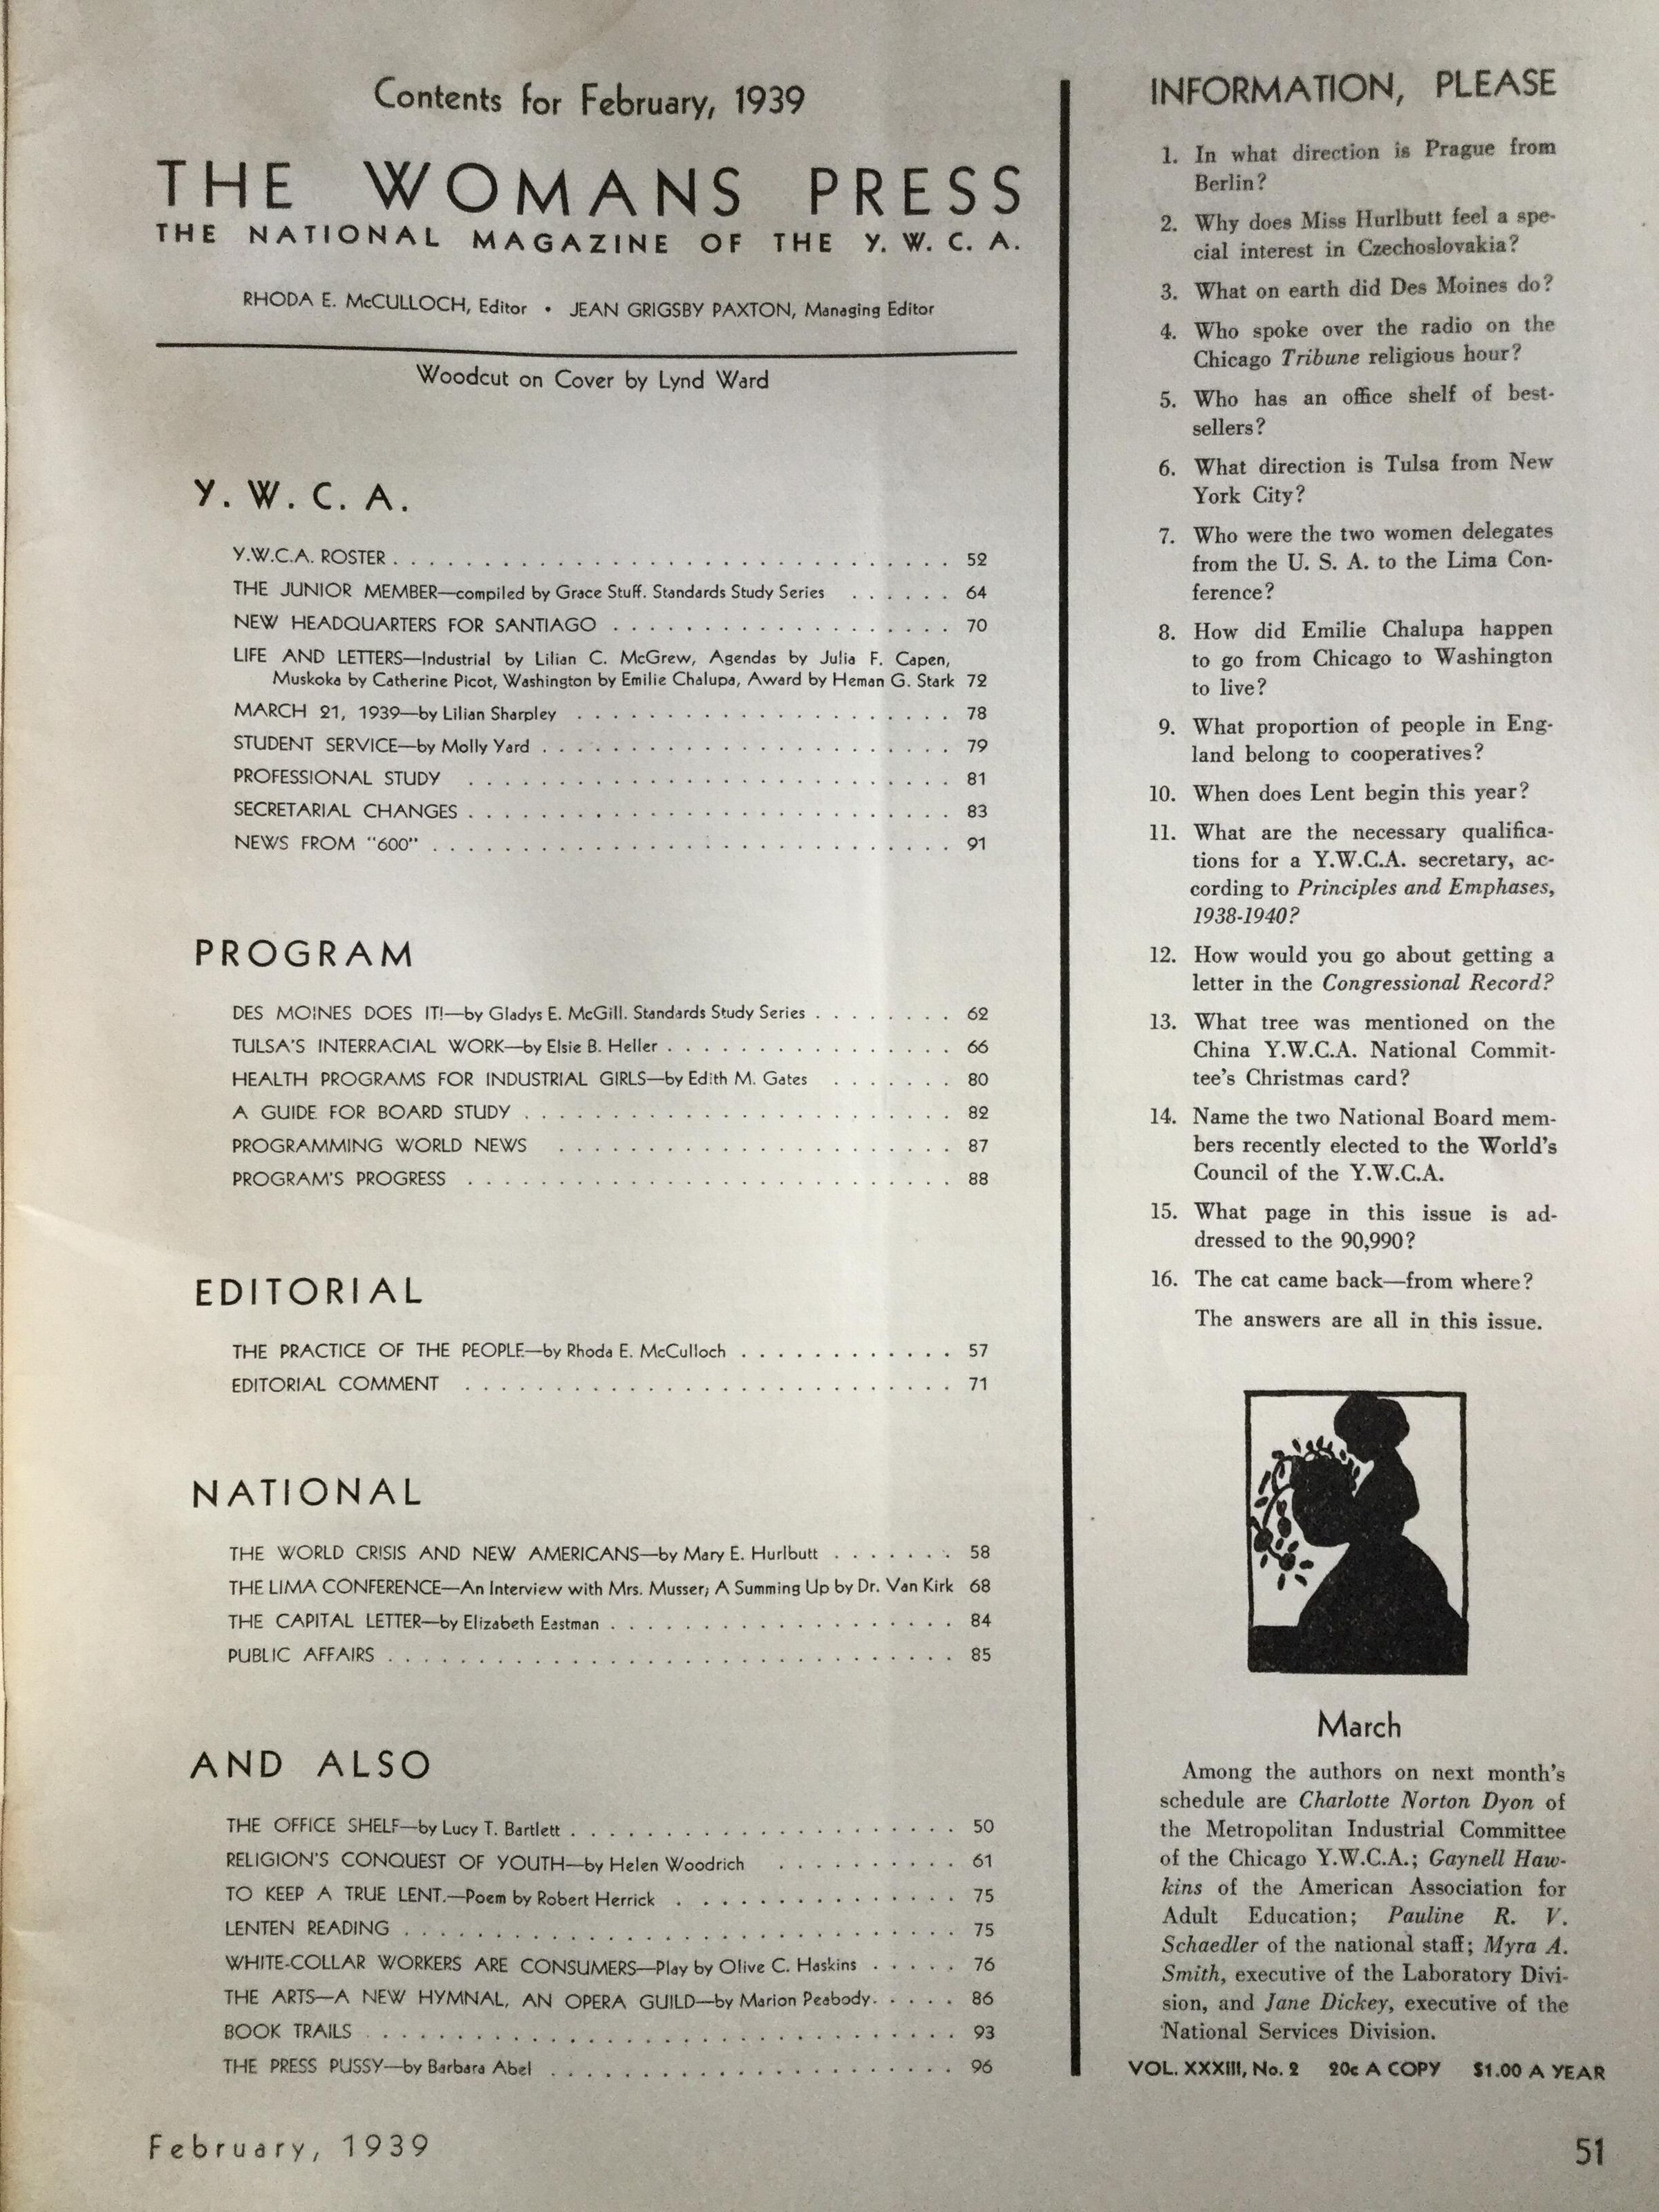 Contents for February, 1939
THE WOMANS PRESS
THE NATIONAL MAGAZINE OF THE Y. W. C. A.
RHODA E. McCULLOCH, Editor • JEAN GRIGSBY PAXTON, Managing Editor
Woodcut on Cover by Lynd Ward
Y. W. C. A.
Y.W.C.A. ROSTER . . . . . . . . . . . . . . . . . . . . . . . . . . . . . . . 52
THE JUNIOR MEMBER—compiled by Grace Stuff. Standards Study Series . . . . . . 64
NEW HEADQUARTERS FOR SANTIAGO . . . . . . . . . . . . . . . . . . . 70
LIFE AND LETTERS—Industrial by Lilian C. McGrew, Agendas by Julia F. Capen,
Muskoka by Catherine Picot, Washington by Emilie Chalupa, Award by Heman G. Stark 72
MARCH 21, 1939—by Lilian Sharpley . . . . . . . . . . . . . . . . . . . . . 78
STUDENT SERVICE—by Molly Yard . . . . . . . . . . . . . . . . . . . . . . . 79
PROFESSIONAL STUDY . . . . . . . . . . . . . . . . . . . . . . . . . . . 81
SECRETARIAL CHANGES . . . . . . . . . . . . . . . . . . . . . . . . . . . 83
NEWS FROM "600" . . . . . . . . . . . . . . . . . . . . . . . . . . . . . 91
PROGRAM
DES MOINES DOES IT!—by Gladys E. McGill. Standards Study Series . . . . . . . . 62
TULSA'S INTERRACIAL WORK—by Elsie B. Heller . . . . . . . . . . . . . . . . 66
HEALTH PROGRAMS FOR INDUSTRIAL GIRLS—by Edith M. Gates . . . . . . . 80
A GUIDE FOR BOARD STUDY . . . . . . . . . . . . . . . . . . . . . . . . 82
PROGRAMMING WORLD NEWS . . . . . . . . . . . . . . . . . . . . . . 87
PROGRAM'S PROGRESS . . . . . . . . . . . . . . . . . . . . . . . . . . . 88
EDITORIAL
THE PRACTICE OF THE PEOPLE—by Rhoda E. McCulloch . . . . . . . . . . . . 57
EDITORIAL COMMENT . . . . . . . . . . . . . . . . . . . . . . . . . . . 71
NATIONAL
THE WORLD CRISIS AND NEW AMERICANS—by Mary E. Hurlbutt . . . . . . . 58
THE LIMA CONFERENCE—An Interview with Mrs. Musser; A Summing Up by Dr. Van Kirk 68
THE CAPITAL LETTER—by Elizabeth Eastman . . . . . . . . . . . . . . . . . . . 84
PUBLIC AFFAIRS . . . . . . . . . . . . . . . . . . . . . . . . . . . . . . . 85
AND ALSO
THE OFFICE SHELF—by Lucy T. Bartlett . . . . . . . . . . . . . . . . . . . . . 50
RELIGION'S CONQUEST OF YOUTH—by Helen Woodrich . . . . . . . . . . 61
TO KEEP A TRUE LENT.—Poem by Robert Herrick . . . . . . . . . . . . . . . 75
LENTEN READING . . . . . . . . . . . . . . . . . . . . . . . . . . . . . . 75
WHITE-COLLAR WORKERS ARE CONSUMERS—Play by Olive C. Haskins . . . . . 76
THE ARTS—A NEW HYMNAL, AN OPERA GUILD—by Marion Peabody. . . . . 86
BOOK TRAILS . . . . . . . . . . . . . . . . . . . . . . . . . . . . . . . . 93
THE PRESS PUSSY—by Barbara Abel . . . . . . . . . . . . . . . . . . . . . . 96
INFORMATION, PLEASE
1. In what direction is Prague from
Berlin?
2. Why does Miss Hurlbutt feel a spe-
cial interest in Czechoslovakia?
3. What on earth did Des Moines do?
4. Who spoke over the radio on the
Chicago Tribune religious hour?
5. Who has an office shelf of best-
sellers?
6. What direction is Tulsa from New
York City?
7. Who were the two women delegates
from the U. S. A. to the Lima Con-
ference?
8. How did Emilie Chalupa happen
to go from Chicago to Washington
to live?
9. What proportion of people in Eng-
land belong to cooperatives?
10. When does Lent begin this year?
11. What are the necessary qualifica-
tions for a Y.W.C.A. secretary, ac-
cording to Principles and Emphases,
1938-1940?
12. How would you go about getting a
letter in the Congressional Record?
13. What tree was mentioned on the
China Y.W.C.A. National Commit-
tee's Christmas card?
14. Name the two National Board mem-
bers recently elected to the World's
Council of the Y.W.C.A.
15. What page in this issue is ad-
dressed to the 90,990?
16. The cat came back—from where?
The answers are all in this issue.
March
Among the authors on next month's
schedule are Charlotte Norton Dyon of
the Metropolitan Industrial Committee
of the Chicago Y.W.C.A.; Gaynell Haw-
kins of the American Association for
Adult Education; Pauline R. V.
Schaedler of the national staff; Myra A.
Smith, executive of the Laboratory Divi-
sion, and Jane Dickey, executive of the
National Services Division.
VOL. XXXIII, No. 2 20c A COPY $1.00 A YEAR
February, 1939
51